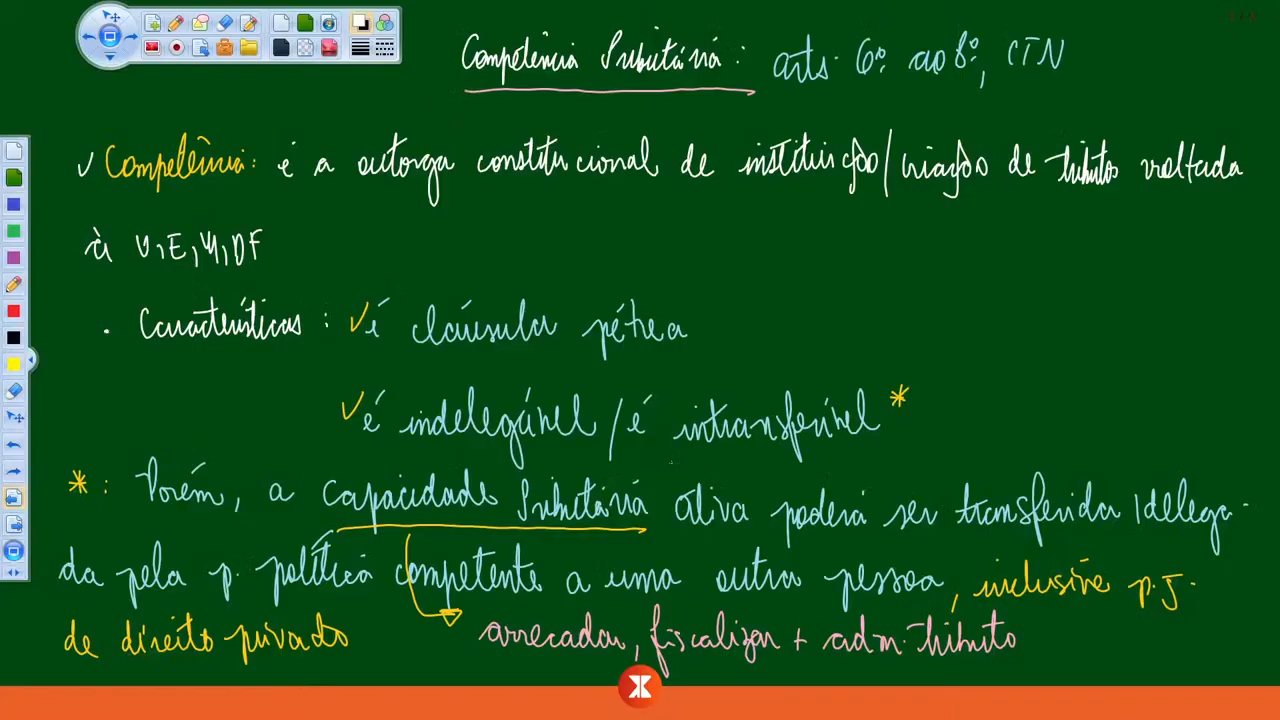 Competência Tributária: arts. 6º ao 8º, CTN
✓ Competência: é a outorga constitucional de instituição/criação de tributos voltada
à U, E, M, DF
. Características: ✓ é cláusula pétrea
✓ é indelegável / é intransferível *
*: Porém, a capacidade tributária ativa poderá ser transferida/delega-
da pela p. política competente a uma outra pessoa, inclusive p.J.
de direito privado
arrecadar, fiscalizar + adm. tributo